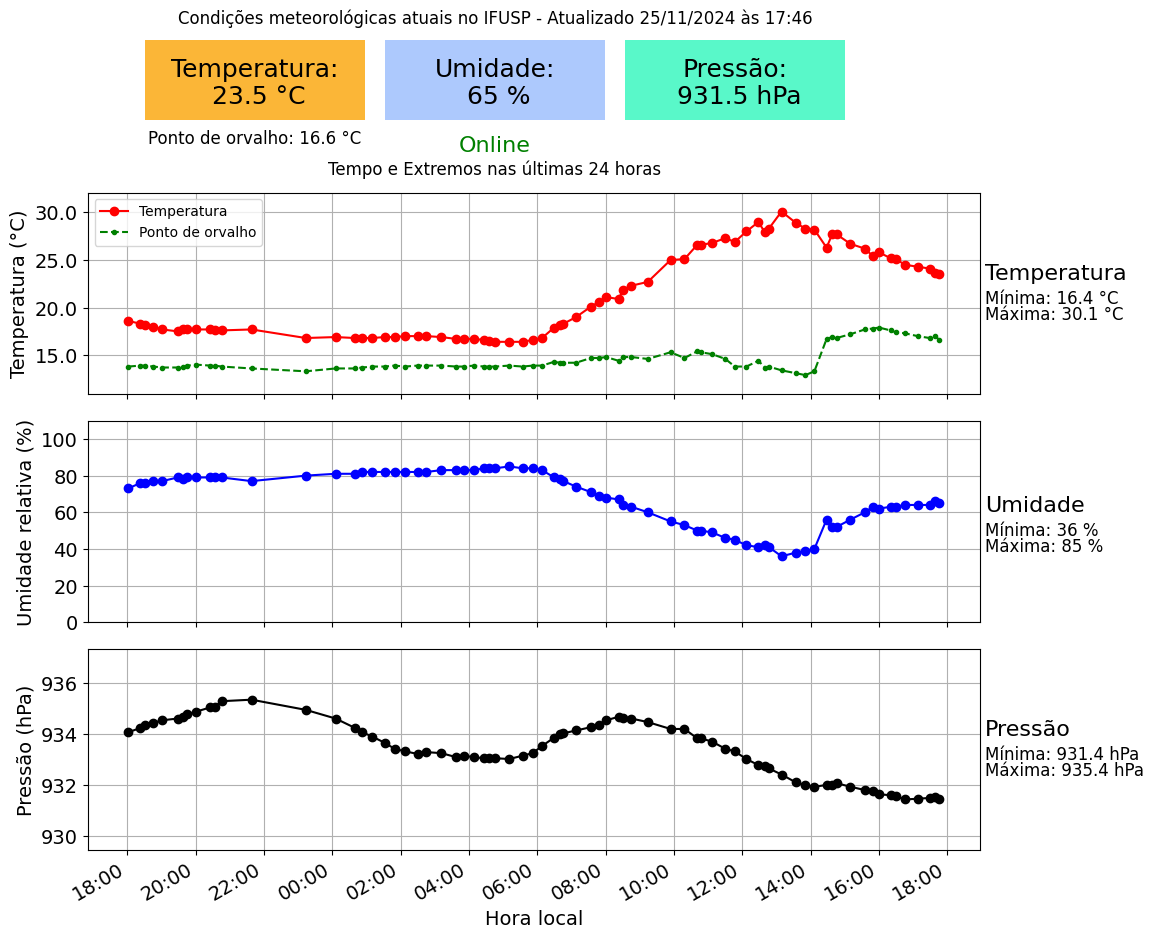 Condições meteorológicas atuais no IFUSP - Atualizado 25/11/2024 às 17:46
Temperatura:
23.5 °C
Umidade:
65 %
Pressão:
931.5 hPa
Ponto de orvalho: 16.6 °C
Online
Tempo e Extremos nas últimas 24 horas
Temperatura (°C)
30.0
25.0
20.0
15.0
Temperatura
Ponto de orvalho
Temperatura
Mínima: 16.4 °C
Máxima: 30.1 °C
Umidade relativa (%)
100
80
60
40
20
0
Umidade
Mínima: 36 %
Máxima: 85 %
Pressão (hPa)
936
934
932
930
Pressão
Mínima: 931.4 hPa
Máxima: 935.4 hPa
18:00
20:00
22:00
00:00
02:00
04:00
06:00
08:00
10:00
12:00
14:00
16:00
18:00
Hora local